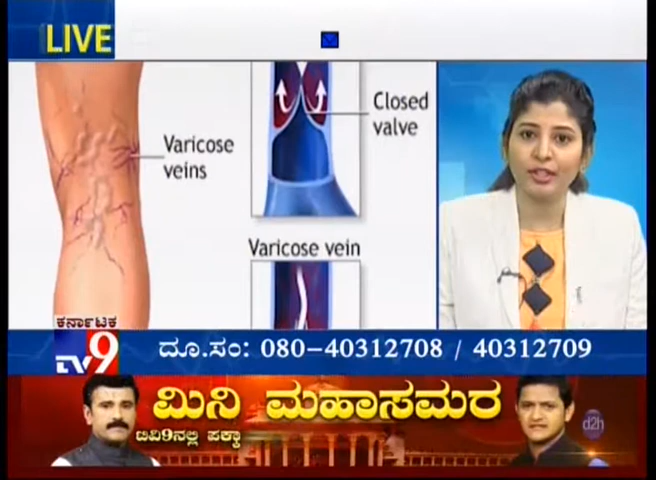 LIVE
Varicose
veins
Closed
valve
Varicose vein
ಕರ್ನಾಟಕ
TV9
ದೂ.ಸಂ: 080-40312708 / 40312709
ಮಿನಿ ಮಹಾಸಮರ
ಟಿವಿ9ನಲ್ಲಿ ಪಕ್ಕಾ
d2h